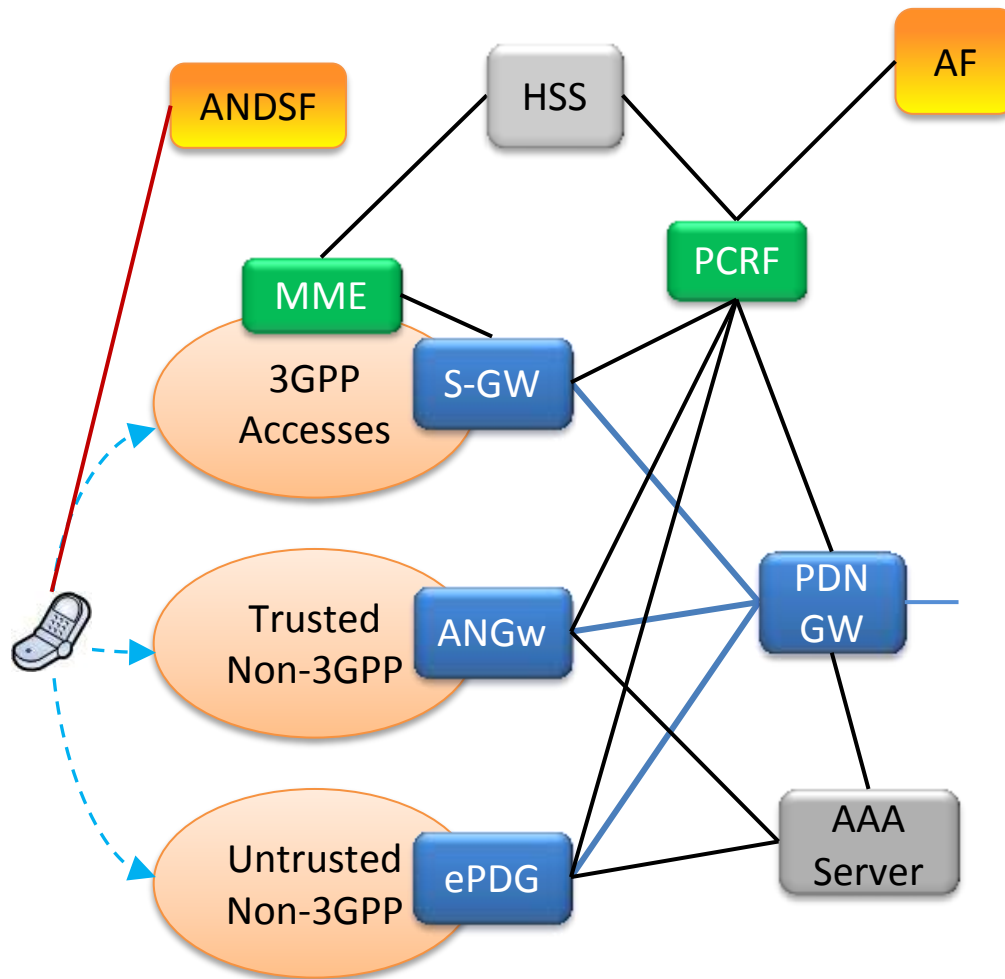 ANDSF
HSS
AF
PCRF
MME
3GPP
Accesses
S-GW
Trusted
Non-3GPP
ANGw
PDN
GW
Untrusted
Non-3GPP
ePDG
AAA
Server